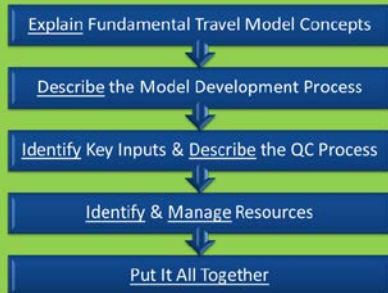 Explain Fundamental Travel Model Concepts
Describe the Model Development Process
Identify Key Inputs & Describe the QC Process
Identify & Manage Resources
Put It All Together